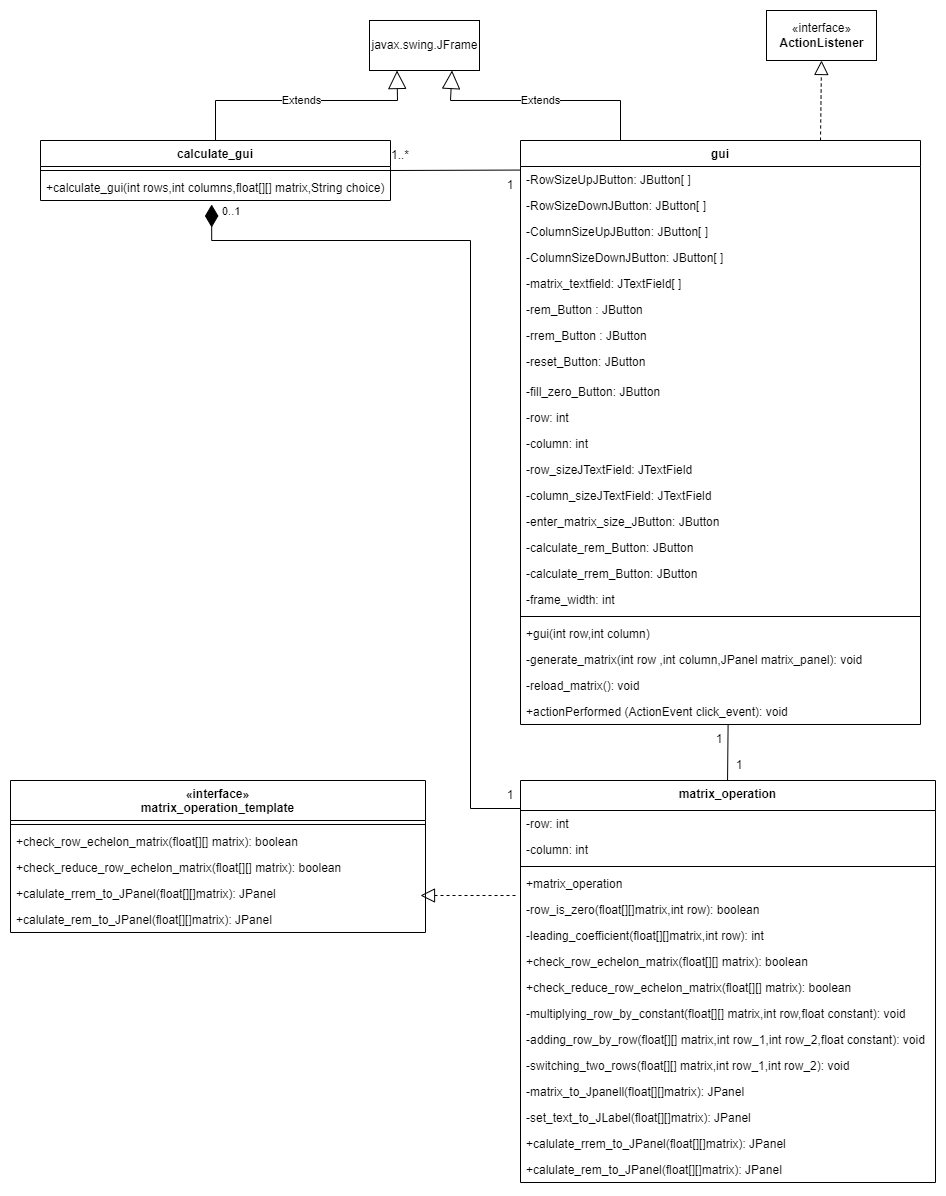 «interface»
ActionListener
javax.swing.JFrame
Extends
Extends
calculate_gui
+calculate_gui(int rows,int columns,float[][] matrix,String choice)
1..*
1
0..1
gui
-RowSizeUpJButton: JButton[ ]
-RowSizeDownJButton: JButton[ ]
-ColumnSizeUpJButton: JButton[ ]
-ColumnSizeDownJButton: JButton[ ]
-matrix_textfield: JTextField[ ]
-rem_Button : JButton
-rrem_Button : JButton
-reset_Button: JButton
-fill_zero_Button: JButton
-row: int
-column: int
-row_sizeJTextField: JTextField
-column_sizeJTextField: JTextField
-enter_matrix_size_JButton: JButton
-calculate_rem_Button: JButton
-calculate_rrem_Button: JButton
-frame_width: int
+gui(int row,int column)
-generate_matrix(int row ,int column,JPanel matrix_panel): void
-reload_matrix(): void
+actionPerformed (ActionEvent click_event): void
1
1
«interface»
matrix_operation_template
+check_row_echelon_matrix(float[][] matrix): boolean
+check_reduce_row_echelon_matrix(float[][] matrix): boolean
+calulate_rrem_to_JPanel(float[][]matrix): JPanel
+calulate_rem_to_JPanel(float[][]matrix): JPanel
1
matrix_operation
-row: int
-column: int
+matrix_operation
-row_is_zero(float[][]matrix,int row): boolean
-leading_coefficient(float[][]matrix,int row): int
+check_row_echelon_matrix(float[][] matrix): boolean
+check_reduce_row_echelon_matrix(float[][] matrix): boolean
-multiplying_row_by_constant(float[][] matrix,int row,float constant): void
-adding_row_by_row(float[][] matrix,int row_1,int row_2,float constant): void
-switching_two_rows(float[][] matrix,int row_1,int row_2): void
-matrix_to_Jpanell(float[][]matrix): JPanel
-set_text_to_JLabel(float[][]matrix): JPanel
+calulate_rrem_to_JPanel(float[][]matrix): JPanel
+calulate_rem_to_JPanel(float[][]matrix): JPanel